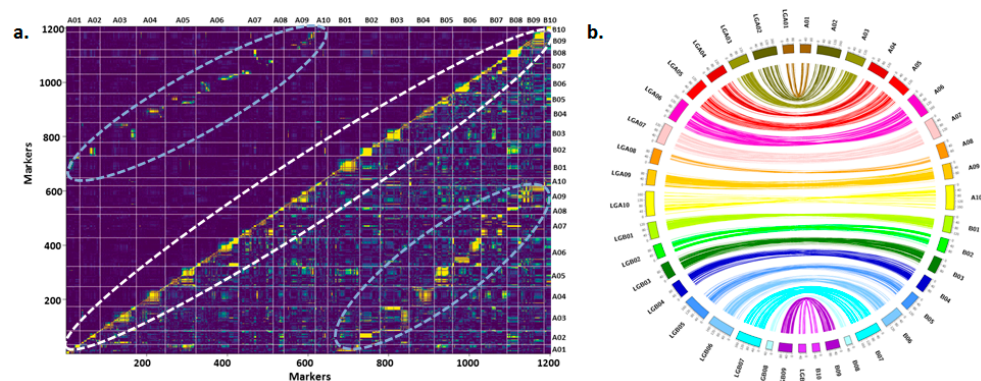 a.
A01 A02 A03 A04 A05 A06 A07 A08 A09 A10 B01 B02 B03 B04 B05 B06 B07 B08 B09 B10
1200
1000
800
600
400
200
Markers
B10
B09
B08
B07
B06
B05
B04
B03
B02
B01
A10
A09
A08
A07
A06
A05
A04
A03
A02
A01
200 400 600 800 1000 1200
Markers
b.
LGA01
LGA02
LGA03
LGA04
LGA05
LGA06
LGA07
LGA08
LGA09
LGA10
LGB01
LGB02
LGB03
LGB04
LGB05
LGB06
LGB07
LGB08
A01
A02
A03
A04
A05
A06
A07
A08
A09
A10
B01
B02
B03
B04
B05
B06
B07
B08
B09
B10